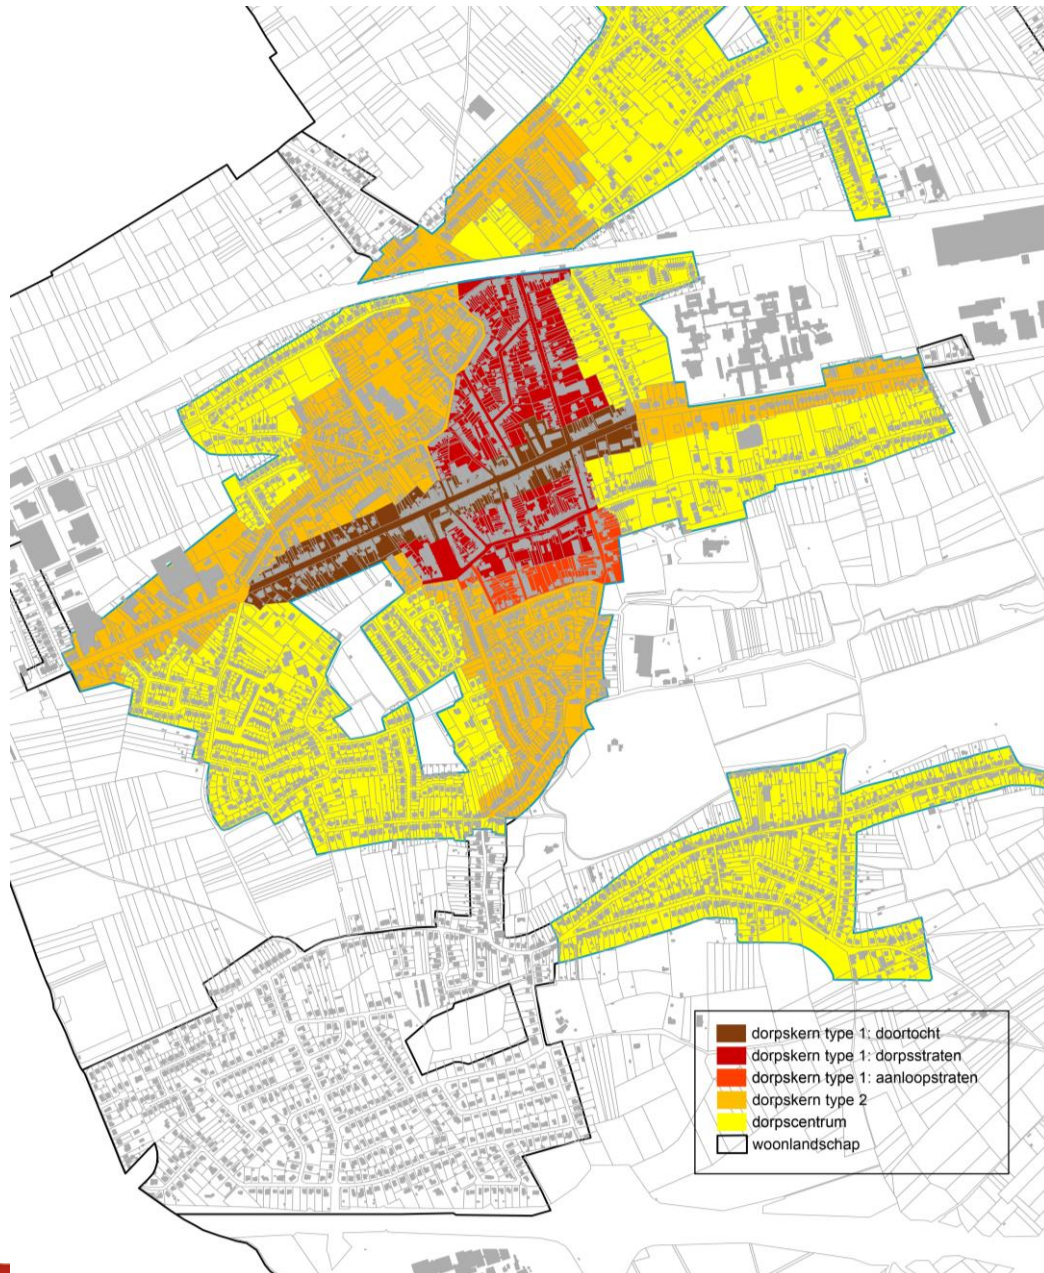 dorpskern type 1: doortocht
dorpskern type 1: dorpsstraten
dorpskern type 1: aanloopstraten
dorpskern type 2
dorpscentrum
woonlandschap